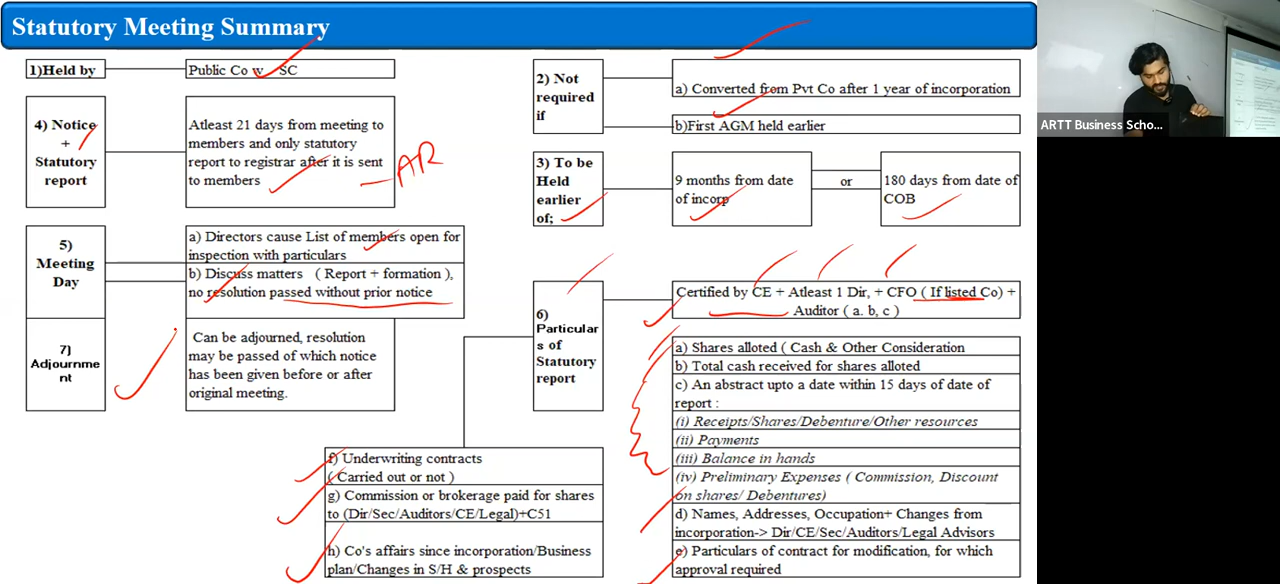 Statutory Meeting Summary
1)Held by
Public Co w SC
4) Notice
+
Statutory
report
Atleast 21 days from meeting to
members and only statutory
report to registrar after it is sent
to members
AR
5)
Meeting
Day
a) Directors cause List of members open for
inspection with particulars
b) Discuss matters ( Report + formation ),
no resolution passed without prior notice
7)
Adjournme
nt
Can be adjourned, resolution
may be passed of which notice
has been given before or after
original meeting.
2) Not
required
if
a) Converted from Pvt Co after 1 year of incorporation
b)First AGM held earlier
3) To be
Held
earlier
of;
9 months from date
of incorp
or
180 days from date of
COB
6)
Particular
s of
Statutory
report
Certified by CE + Atleast 1 Dir, + CFO ( If listed Co) +
Auditor ( a. b, c )
a) Shares alloted ( Cash & Other Consideration
b) Total cash received for shares alloted
c) An abstract upto a date within 15 days of date of
report :
(i) Receipts/Shares/Debenture/Other resources
(ii) Payments
(iii) Balance in hands
(iv) Preliminary Expenses ( Commission, Discount
on shares/ Debentures)
d) Names, Addresses, Occupation+ Changes from
incorporation-> Dir/CE/Sec/Auditors/Legal Advisors
e) Particulars of contract for modification, for which
approval required
f) Underwriting contracts
( Carried out or not )
g) Commission or brokerage paid for shares
to (Dir/Sec/Auditors/CE/Legal)+C51
h) Co's affairs since incorporation/Business
plan/Changes in S/H & prospects
ARTT Business Scho...